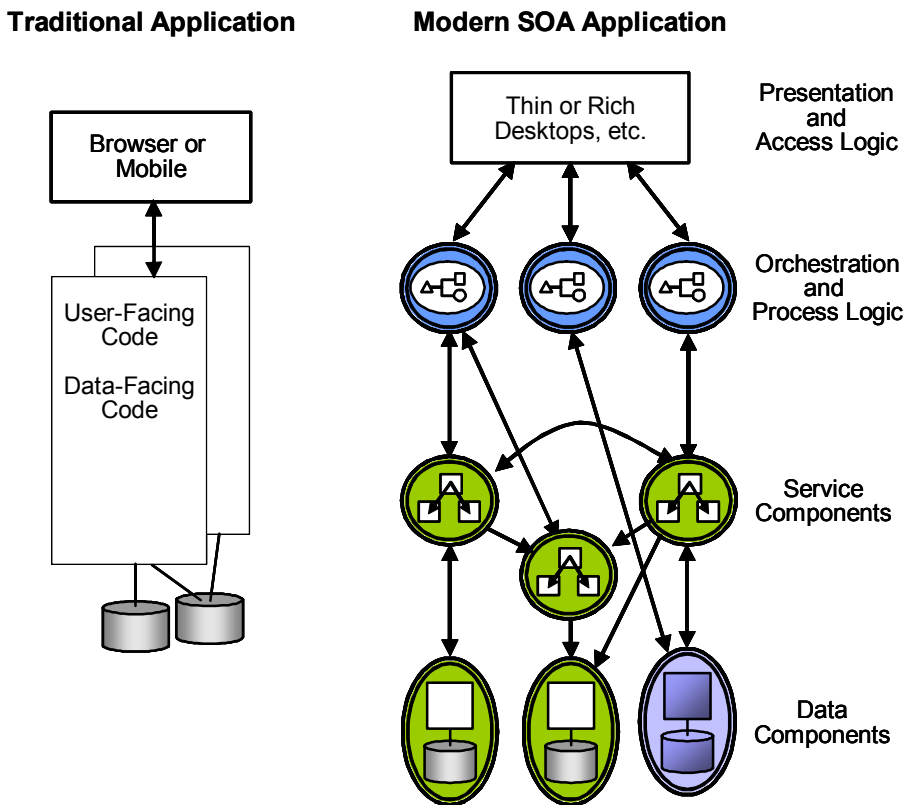 Traditional Application
Modern SOA Application
Browser or
Mobile
User-Facing
Code
Data-Facing
Code
Thin or Rich
Desktops, etc.
Presentation
and
Access Logic
Orchestration
and
Process Logic
Service
Components
Data
Components